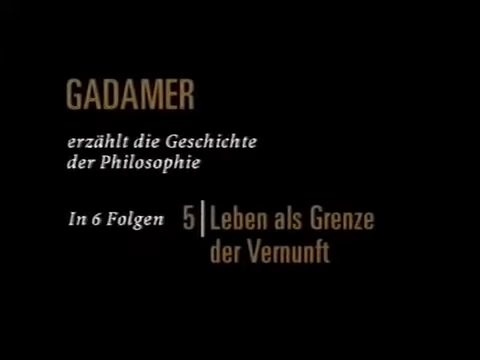 GADAMER
erzählt die Geschichte
der Philosophie
In 6 Folgen 5 | Leben als Grenze
der Vernunft